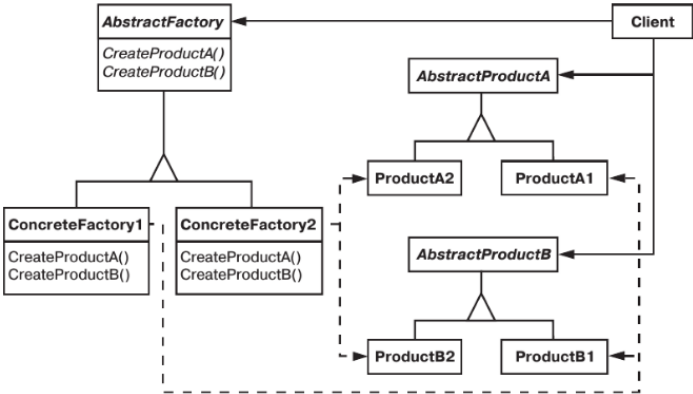 AbstractFactory
CreateProductA()
CreateProductB()
Client
AbstractProductA
ProductA2
ProductA1
ConcreteFactory1
CreateProductA()
CreateProductB()
ConcreteFactory2
CreateProductA()
CreateProductB()
AbstractProductB
ProductB2
ProductB1